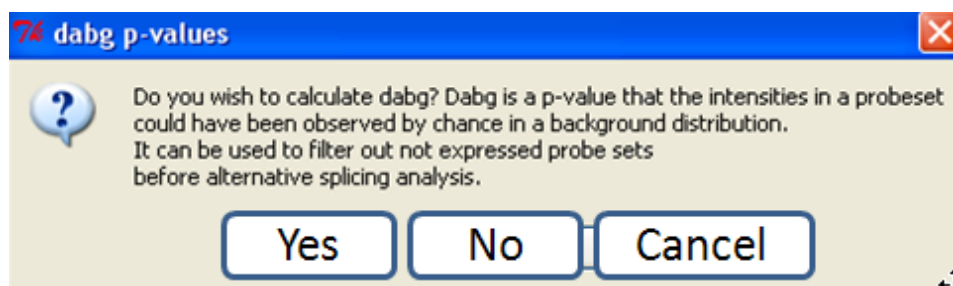 7% dabg p-values
Do you wish to calculate dabg? Dabg is a p-value that the intensities in a probeset
could have been observed by chance in a background distribution.
It can be used to filter out not expressed probe sets
before alternative splicing analysis.
Yes No Cancel